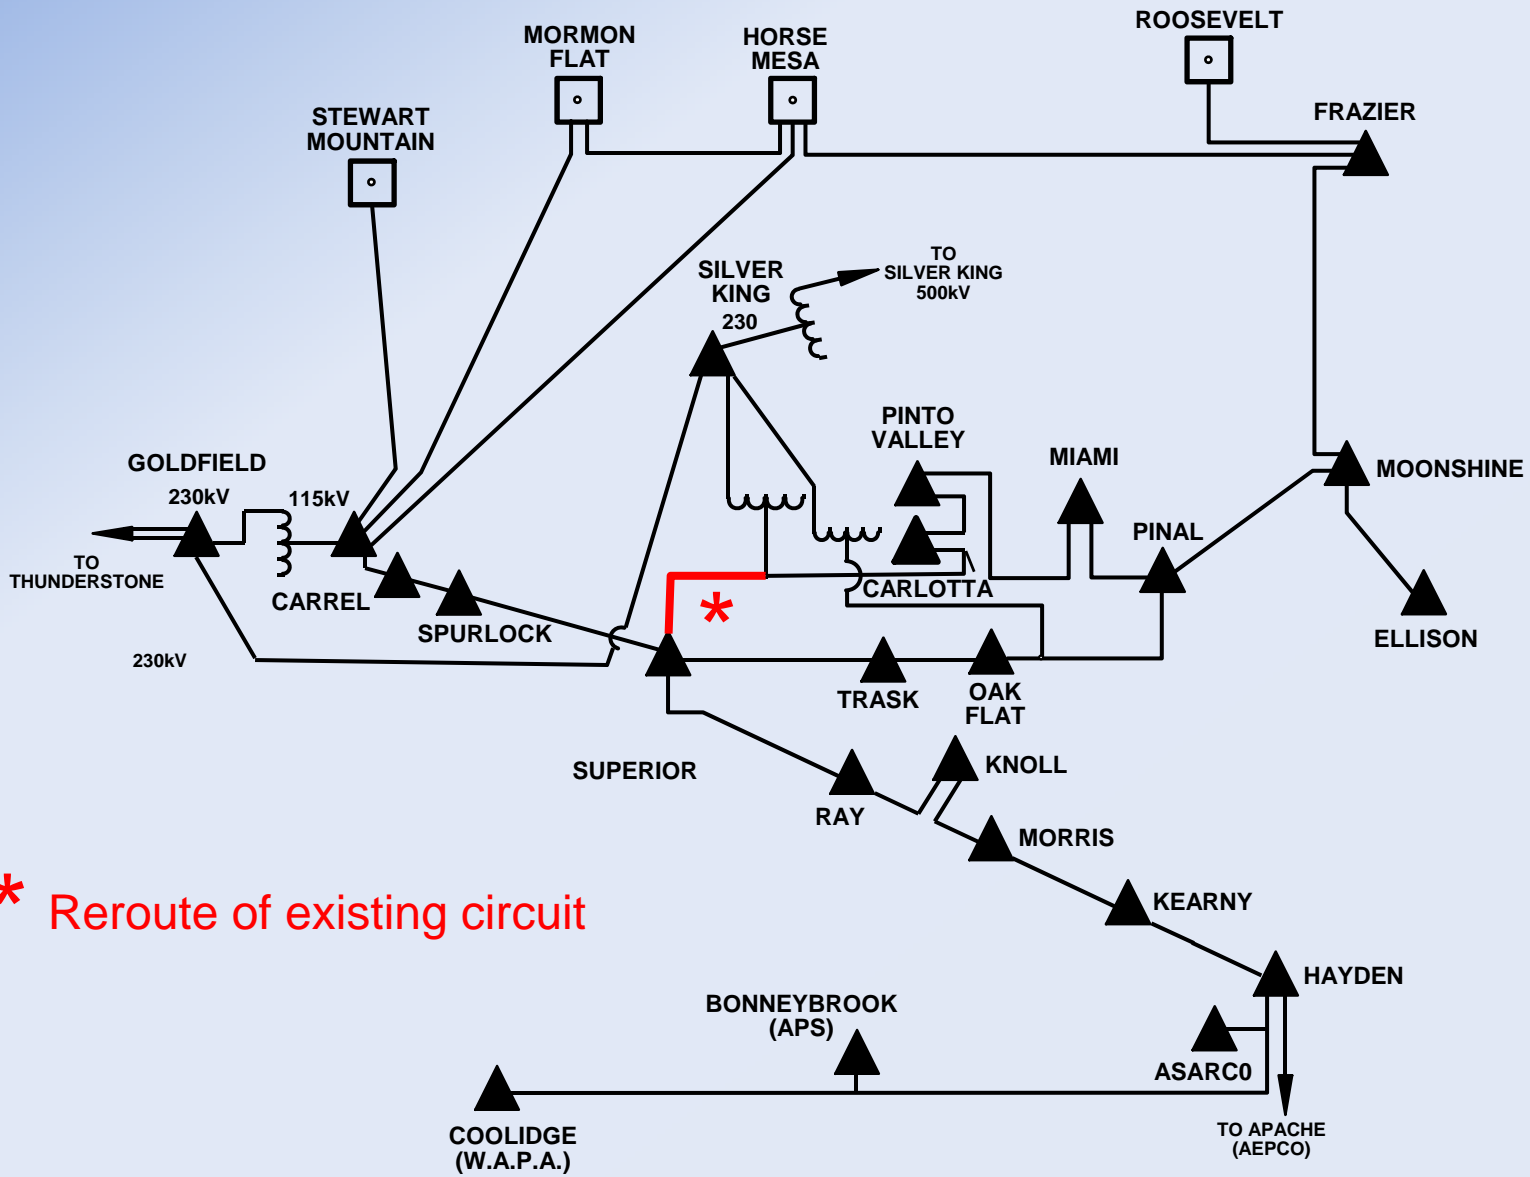 ROOSEVELT
MORMON
FLAT
HORSE
MESA
FRAZIER
STEWART
MOUNTAIN
TO
SILVER KING
500kV
SILVER
KING
230
PINTO
VALLEY
MIAMI
MOONSHINE
GOLDFIELD
230kV
115kV
PINAL
TO
THUNDERSTONE
CARREL
CARLOTTA
*
SPURLOCK
ELLISON
230kV
TRASK
OAK
FLAT
SUPERIOR
KNOLL
RAY
MORRIS
* Reroute of existing circuit
KEARNY
HAYDEN
BONNEYBROOK
(APS)
ASARC0
COOLIDGE
(W.A.P.A.)
TO APACHE
(AEPCO)